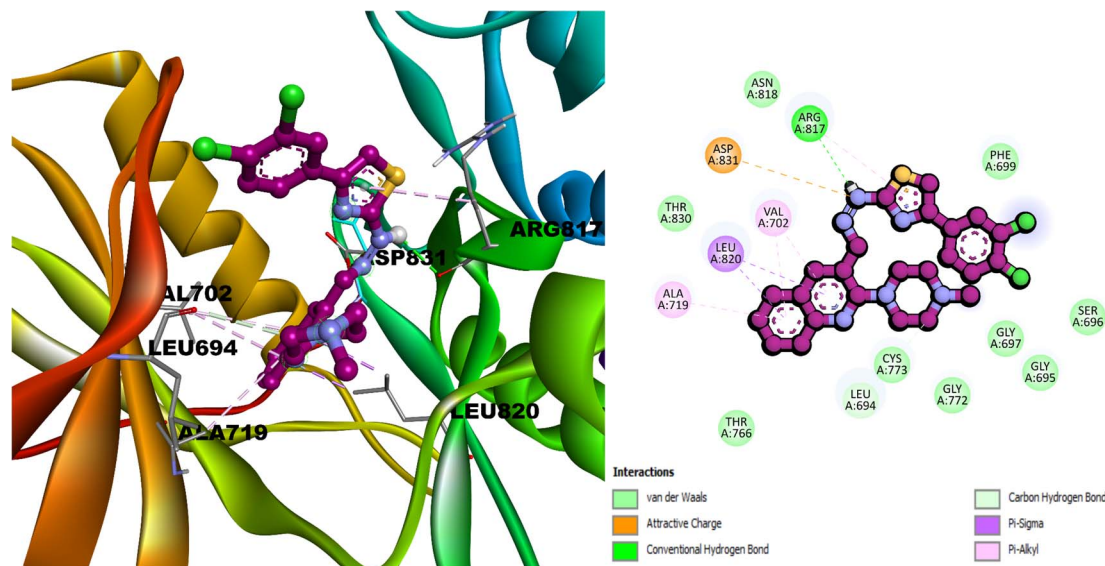 ARG817
ASP831
AL702
LEU694
LEU820
ALA719
ASN
A:818
ARG
A:817
ASP
A:831
PHE
A:699
THR
A:830
VAL
A:702
LEU
A:820
ALA
A:719
SER
A:696
GLY
A:697
CYS
A:773
GLY
A:695
LEU
A:694
GLY
A:772
THR
A:766
Interactions
van der Waals
Attractive Charge
Conventional Hydrogen Bond
Carbon Hydrogen Bond
Pi-Sigma
Pi-Alkyl